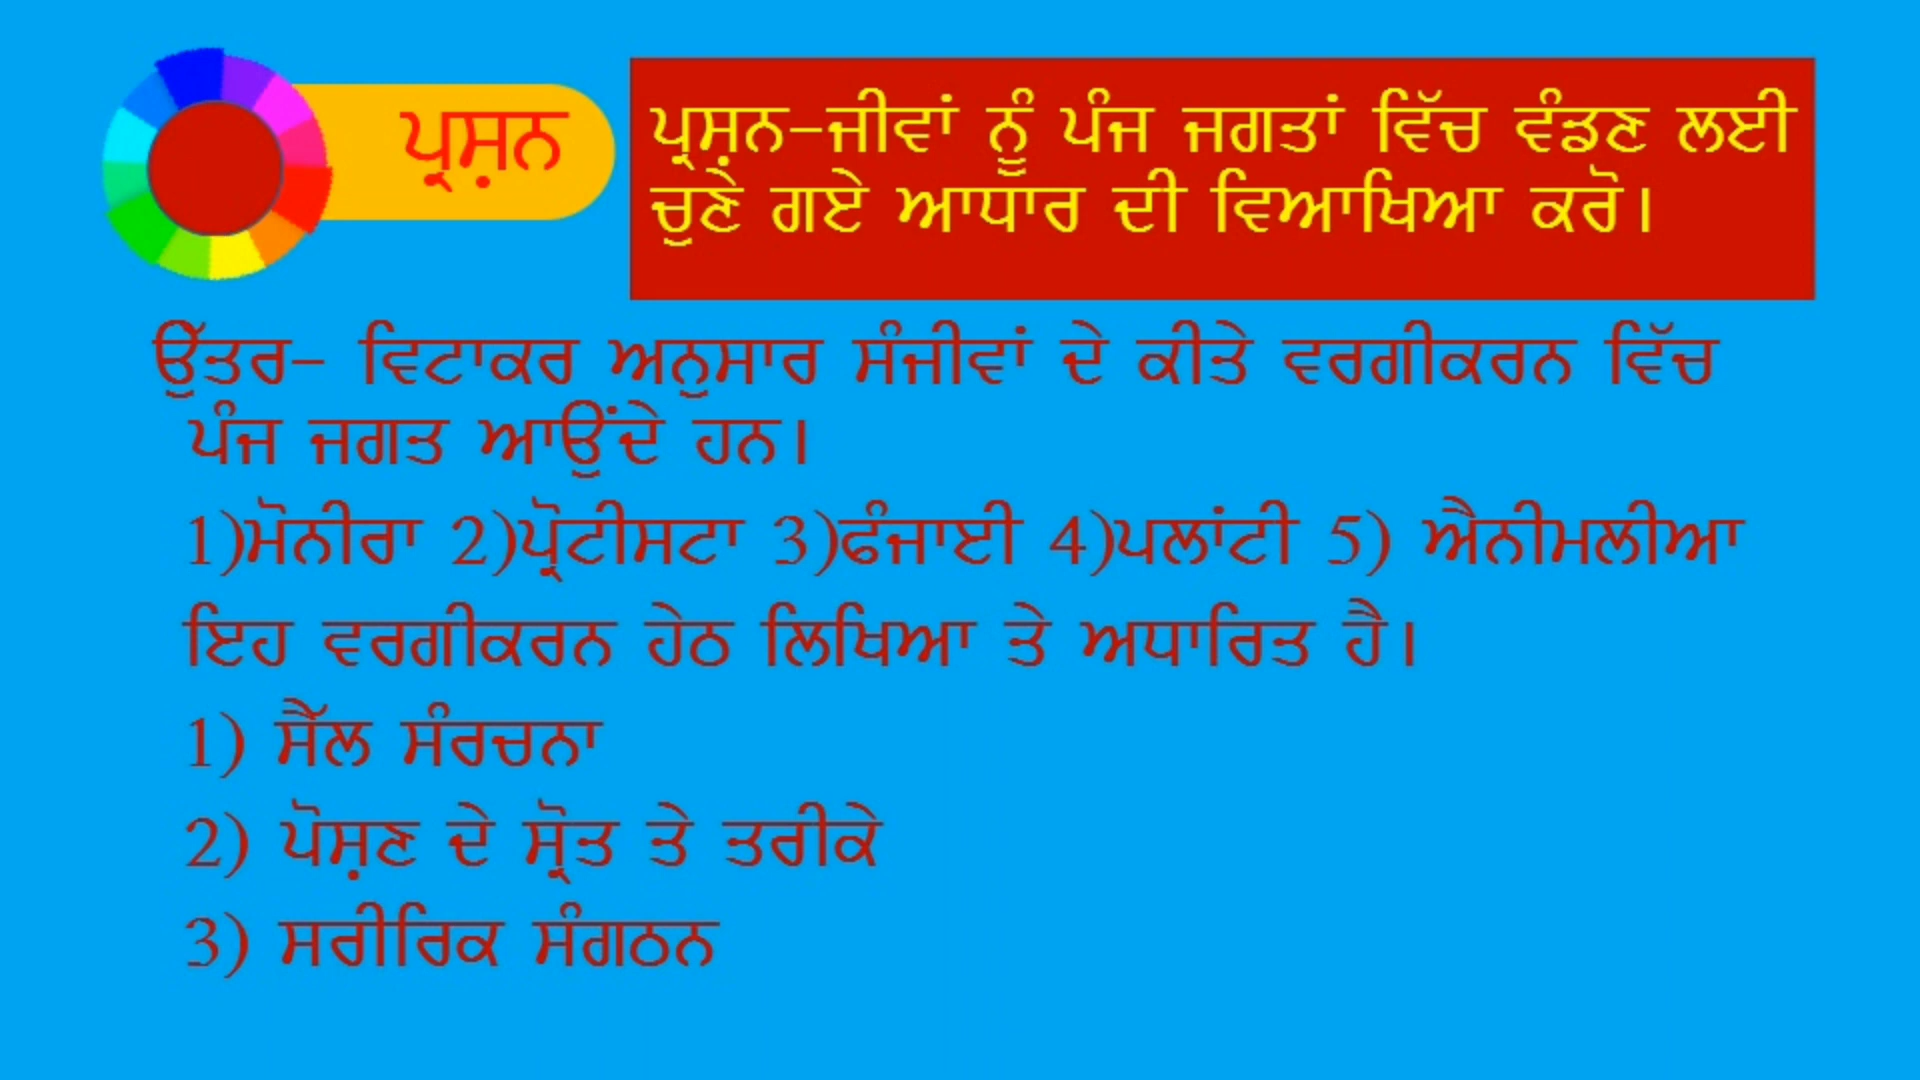 ਪ੍ਰਸ਼ਨ
ਪ੍ਰਸ਼ਨ-ਜੀਵਾਂ ਨੂੰ ਪੰਜ ਜਗਤਾਂ ਵਿੱਚ ਵੰਡਣ ਲਈ
ਚੁਣੇ ਗਏ ਆਧਾਰ ਦੀ ਵਿਆਖਿਆ ਕਰੋ।
ਉੱਤਰ- ਵਿਟਾਕਰ ਅਨੁਸਾਰ ਸੰਜੀਵਾਂ ਦੇ ਕੀਤੇ ਵਰਗੀਕਰਨ ਵਿੱਚ
ਪੰਜ ਜਗਤ ਆਉਂਦੇ ਹਨ।
1)ਮੋਨੀਰਾ 2)ਪ੍ਰੋਟੀਸਟਾ 3)ਫੰਜਾਈ 4)ਪਲਾਂਟੀ 5) ਐਨੀਮਲੀਆ
ਇਹ ਵਰਗੀਕਰਨ ਹੇਠ ਲਿਖਿਆ ਤੇ ਅਧਾਰਿਤ ਹੈ।
1) ਸੈੱਲ ਸੰਰਚਨਾ
2) ਪੋਸ਼ਣ ਦੇ ਸ੍ਰੋਤ ਤੇ ਤਰੀਕੇ
3) ਸਰੀਰਿਕ ਸੰਗਠਨ